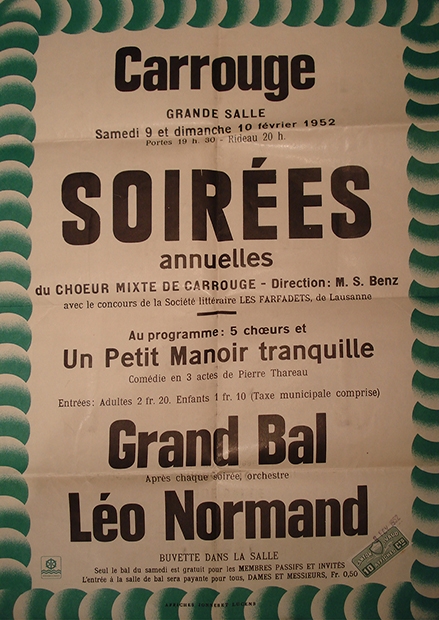 Carrouge
GRANDE SALLE
Samedi 9 et dimanche 10 février 1952
Portes 19 h. 30 - Rideau 20 h.
SOIRÉES
annuelles
du CHOEUR MIXTE DE CARROUGE - Direction: M. S. Benz
avec le concours de la Société littéraire LES FARFADETS, de Lausanne
Au programme: 5 chœurs et
Un Petit Manoir tranquille
Comédie en 3 actes de Pierre Thareau
Entrées: Adultes 2 fr. 20. Enfants 1 fr. 10 (Taxe municipale comprise)
Grand Bal
Après chaque soirée, orchestre
Léo Normand
BUVETTE DANS LA SALLE
Seul le bal du samedi est gratuit pour les MEMBRES PASSIFS ET INVITÉS
L'entrée à la salle de bal sera payante pour tous, DAMES ET MESSIEURS, Fr. 0,50